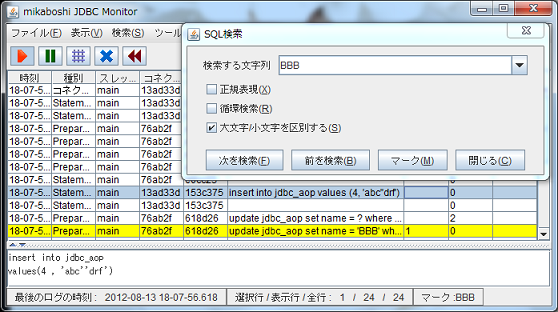 mikaboshi JDBC Monitor
ファイル(F) 表示(V) 検索(S) ツール
SQL検索
検索する文字列 BBB
正規表現(X)
循環検索(R)
大文字/小文字を区別する(S)
次を検索(F) 前を検索(B) マーク(M) 閉じる(C)
時刻 種別 スレッ... コネク...
18-07-5... コネク... main 13ad33d
18-07-5... Statem... main 13ad33d
18-07-5... Prepar... main 76ab2f
18-07-5... Prepar... main 76ab2f
18-07-5... Prepar... main 76ab2f
18-07-5... Prepar... main 76ab2f
18-07-5... Statem... main 13ad33d
18-07-5... Statem... main 13ad33d 153c375 insert into jdbc_aop values (4, 'abc''drf') 0
18-07-5... Statem... main 13ad33d 153c375 0
18-07-5... Prepar... main 76ab2f 618d26 update jdbc_aop set name = ? where ... 2
18-07-5... Prepar... main 76ab2f 618d26 update jdbc_aop set name = 'BBB' wh... 1 0
insert into jdbc_aop
values(4 , 'abc''drf')
最後のログの時刻: 2012-08-13 18-07-56.618 選択行 / 表示行 / 全行: 1 / 24 / 24 マーク:BBB